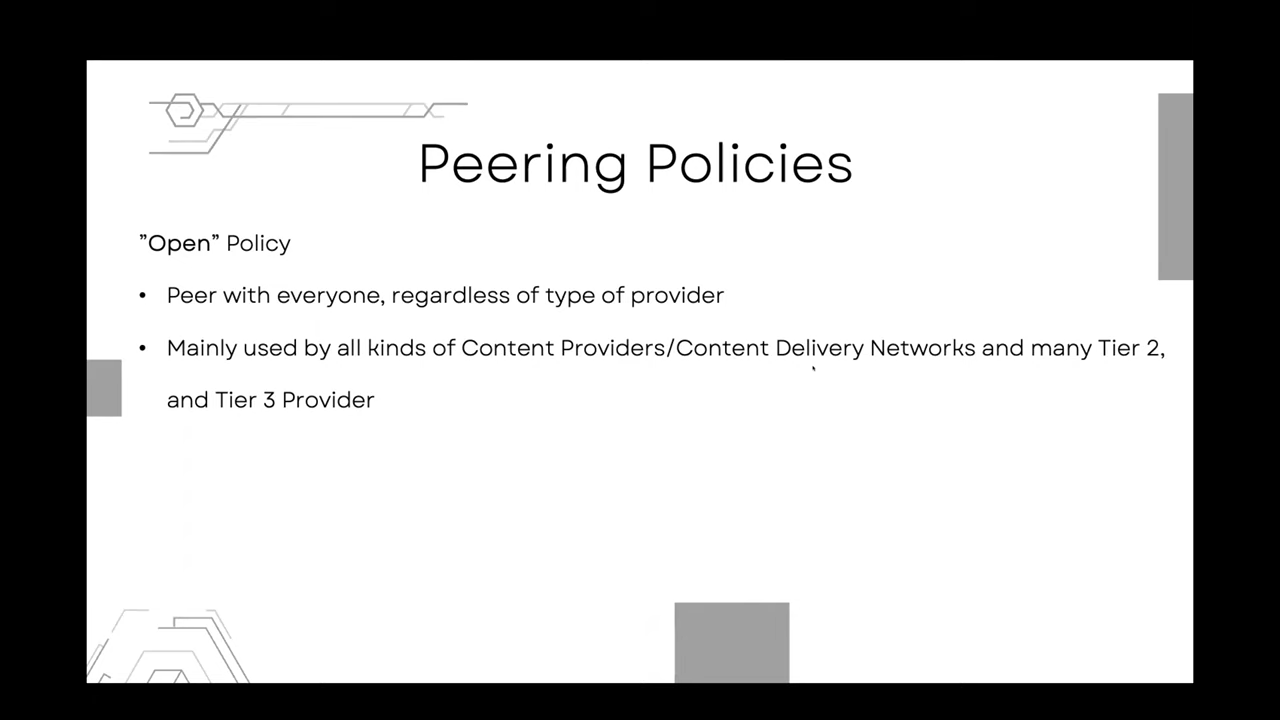 Peering Policies
”Open” Policy
• Peer with everyone, regardless of type of provider
• Mainly used by all kinds of Content Providers/Content Delivery Networks and many Tier 2,
and Tier 3 Provider